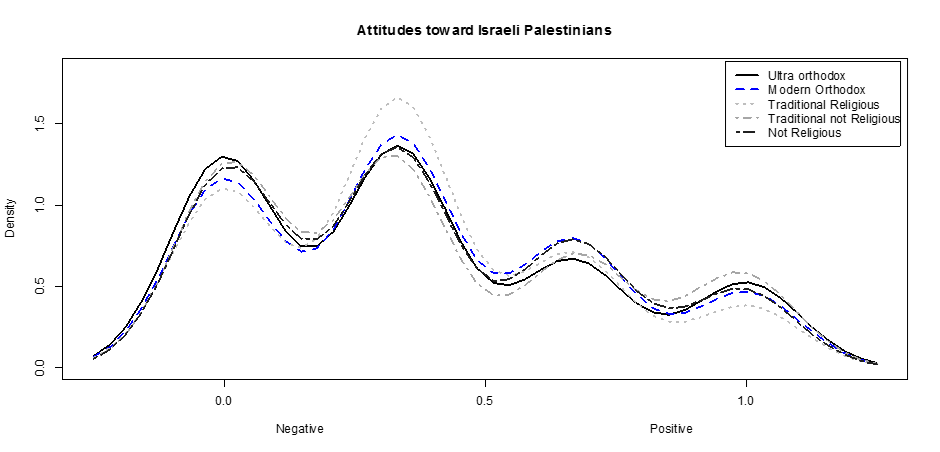 Attitudes toward Israeli Palestinians
Ultra orthodox
Modern Orthodox
Traditional Religious
Traditional not Religious
Not Religious
Density
1.5
1.0
0.5
0.0
0.0 0.5 1.0
Negative Positive